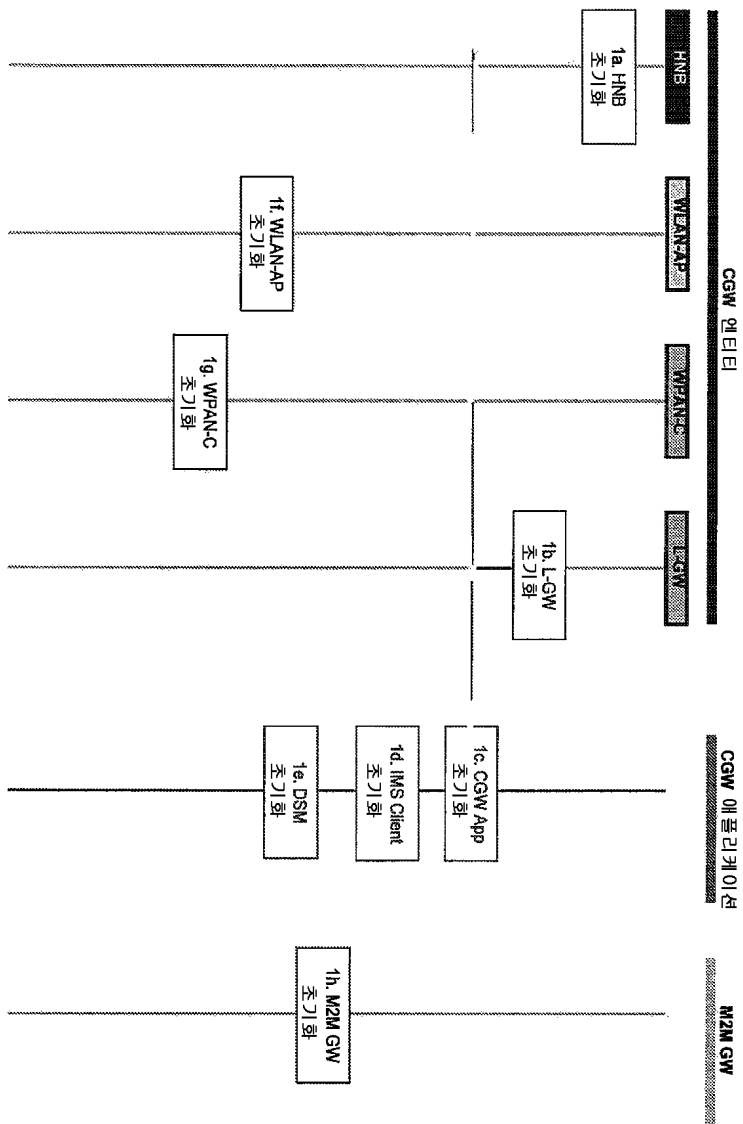 CGW 엔티티
CGW 애플리케이션
M2M GW
HNB
WLAN-AP
WPAN-C
L-GW
1a. HNB
초기화
1b. L-GW
초기화
1c. CGW App
초기화
1d. IMS Client
초기화
1h. M2M GW
초기화
1e. DSM
초기화
1f. WLAN-AP
초기화
1g. WPAN-C
초기화